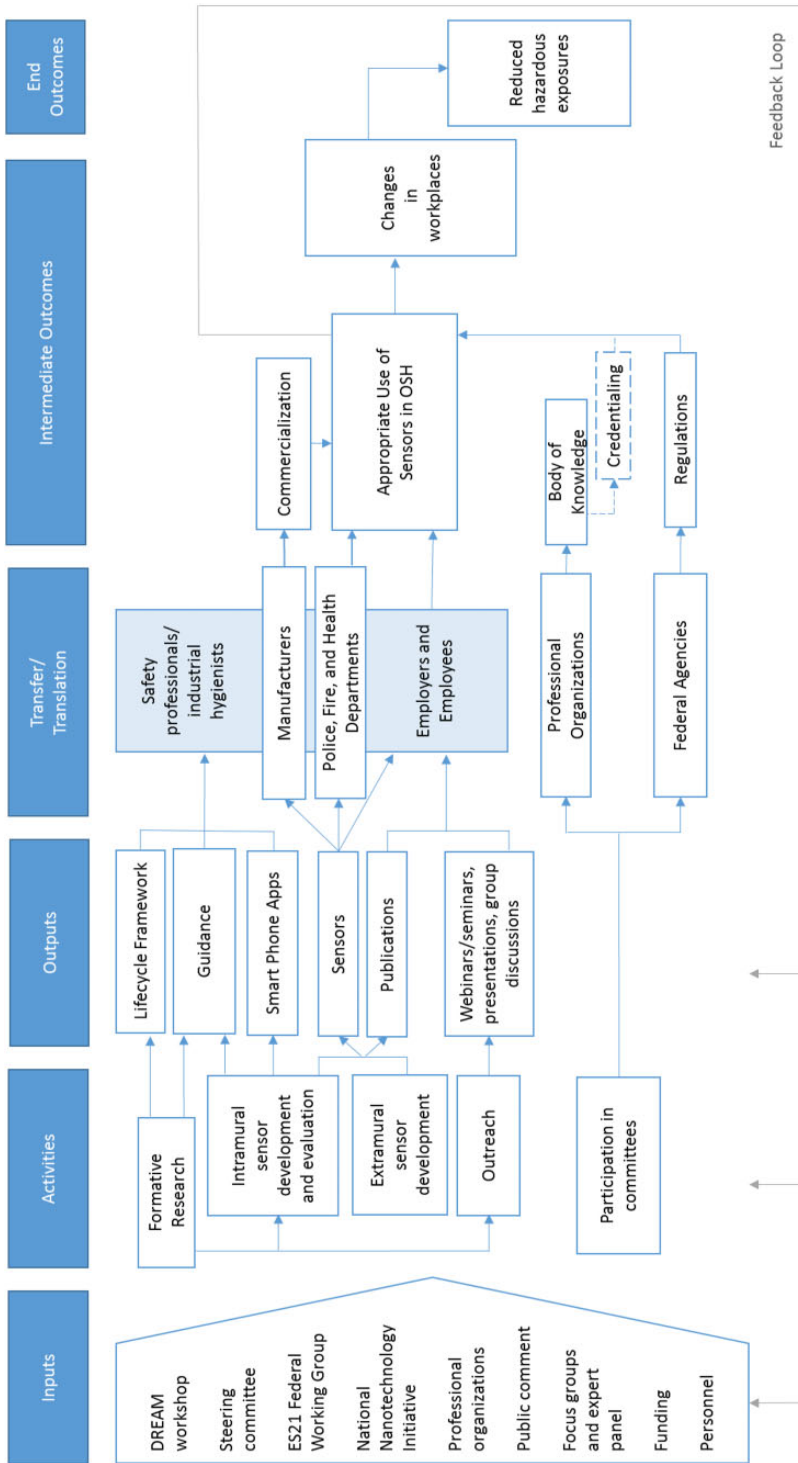 Inputs
Activities
Outputs
Transfer/
Translation
Intermediate Outcomes
End
Outcomes
DREAM
workshop
Steering
committee
ES21 Federal
Working Group
National
Nanotechnology
Initiative
Professional
organizations
Public comment
Focus groups
and expert
panel
Funding
Personnel
Formative
Research
Intramural
sensor
development
and evaluation
Extramural
sensor
development
Outreach
Participation in
committees
Lifecycle Framework
Guidance
Smart Phone Apps
Sensors
Publications
Webinars/seminars,
presentations, group
discussions
Safety
professionals/
industrial
hygienists
Manufacturers
Police, Fire, and Health
Departments
Employers and
Employees
Professional
Organizations
Federal Agencies
Commercialization
Appropriate Use of
Sensors in OSH
Body of
Knowledge
Credentialing
Regulations
Changes
in
workplaces
Reduced
hazardous
exposures
Feedback Loop